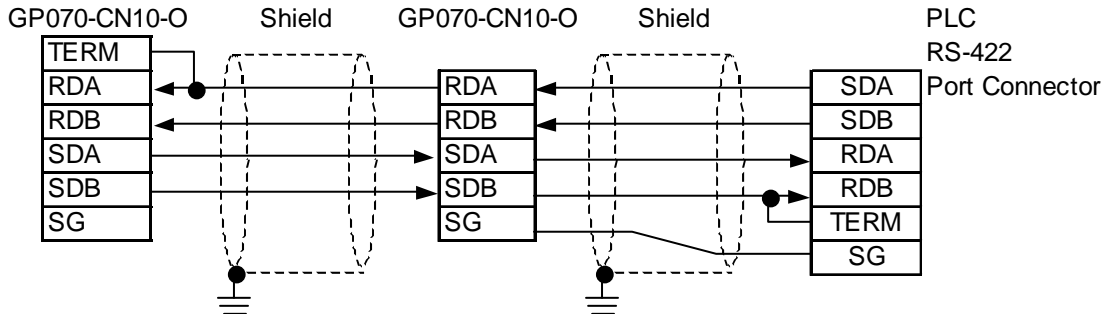 GP070-CN10-O Shield GP070-CN10-O Shield PLC
TERM RS-422
RDA RDA SDA Port Connector
RDB RDB SDB
SDA SDA RDA
SDB SDB RDB
SG SG TERM
SG